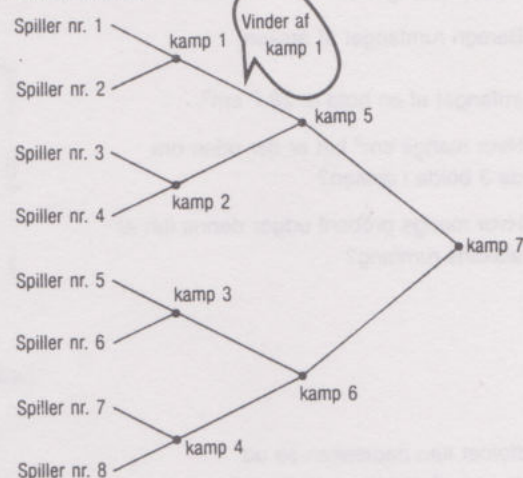 Spiller nr. 1
Spiller nr. 2
Spiller nr. 3
Spiller nr. 4
Spiller nr. 5
Spiller nr. 6
Spiller nr. 7
Spiller nr. 8
kamp 1
kamp 2
kamp 3
kamp 4
Vinder af
kamp 1
kamp 5
kamp 6
kamp 7